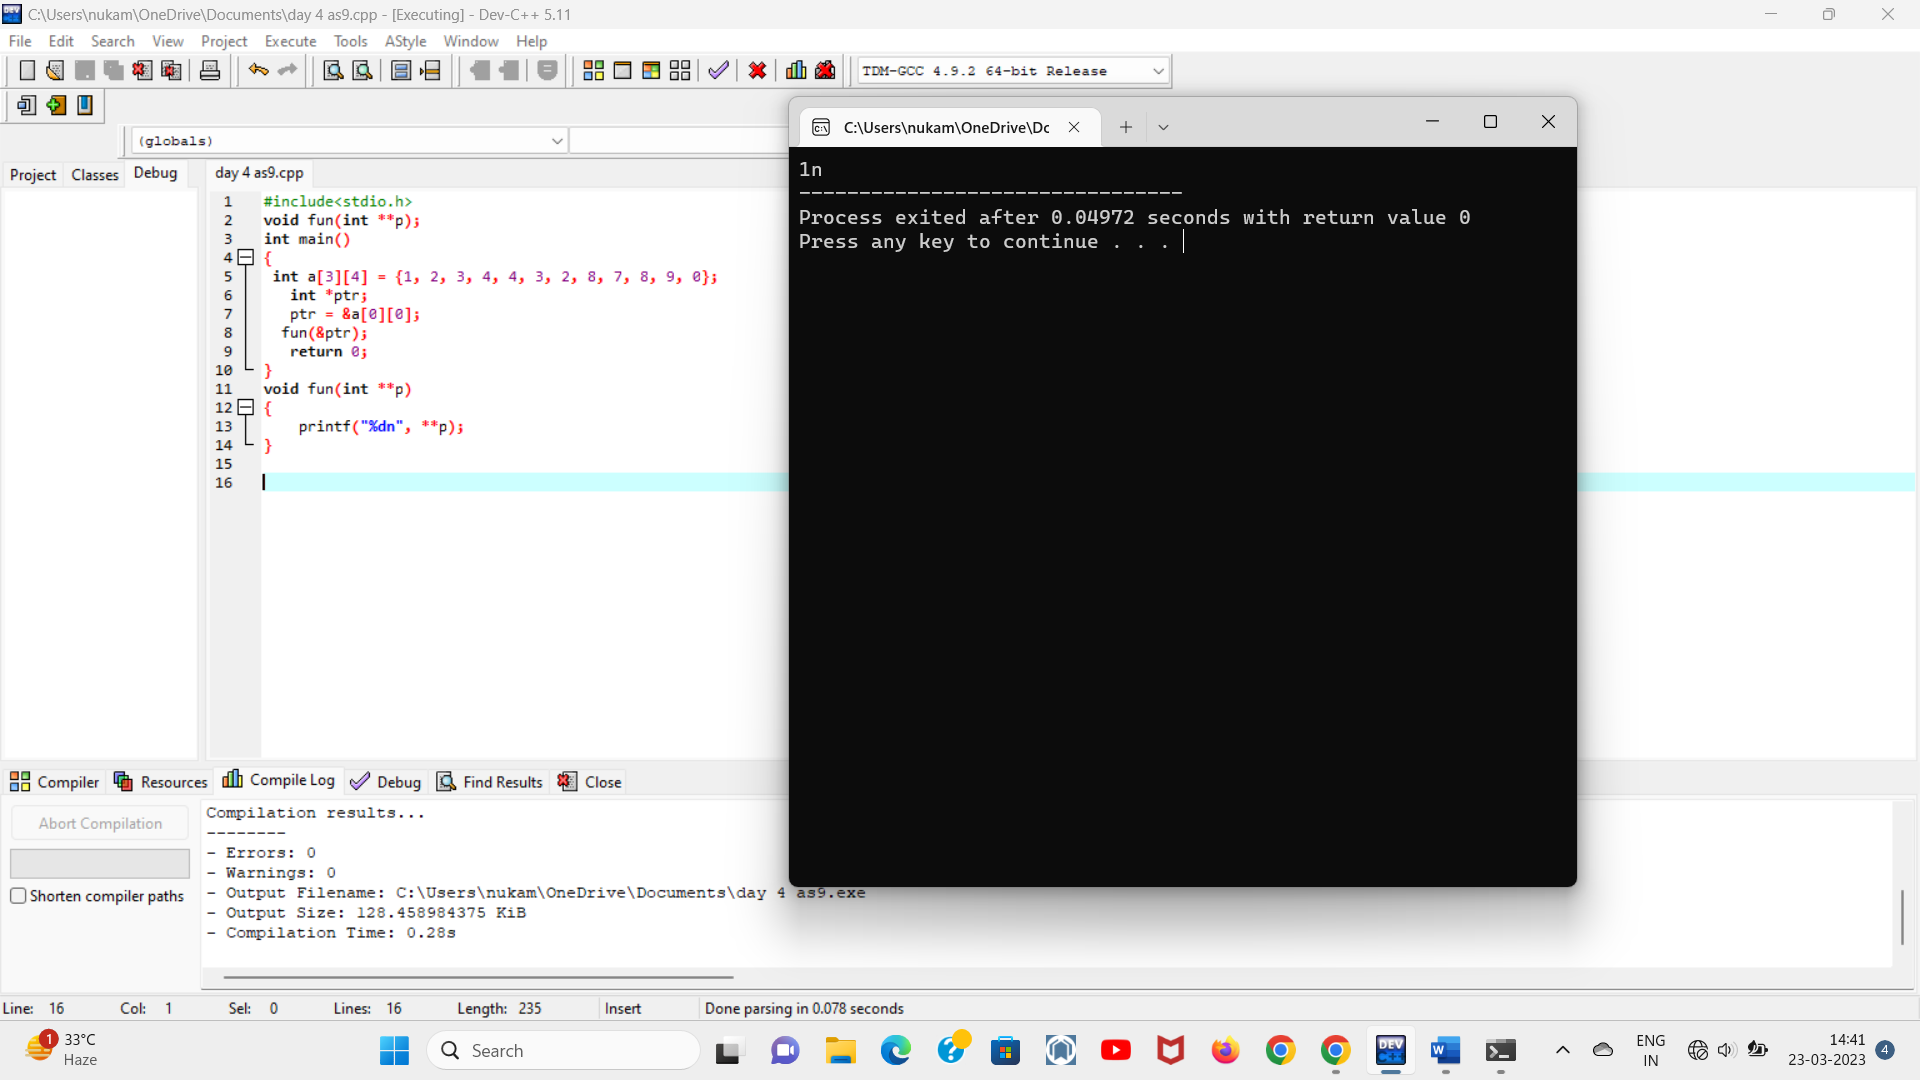 C:\Users\nukam\OneDrive\Documents\day 4 as9.cpp - [Executing] - Dev-C++ 5.11
File Edit Search View Project Execute Tools AStyle Window Help
TDM-GCC 4.9.2 64-bit Release
(globals)
Project Classes Debug
day 4 as9.cpp
1 #include<stdio.h>
2 void fun(int **p);
3 int main()
4 {
5 int a[3][4] = {1, 2, 3, 4, 4, 3, 2, 8, 7, 8, 9, 0};
6 int *ptr;
7 ptr = &a[0][0];
8 fun(&ptr);
9 return 0;
10 }
11 void fun(int **p)
12 {
13 printf("%dn", **p);
14 }
15
16
C:\Users\nukam\OneDrive\Dc
1n
--------------------------------
Process exited after 0.04972 seconds with return value 0
Press any key to continue . . .
Compiler Resources Compile Log Debug Find Results Close
Abort Compilation
Shorten compiler paths
Compilation results...
--------
- Errors: 0
- Warnings: 0
- Output Filename: C:\Users\nukam\OneDrive\Documents\day 4 as9.exe
- Output Size: 128.458984375 KiB
- Compilation Time: 0.28s
Line: 16 Col: 1 Sel: 0 Lines: 16 Length: 235 Insert Done parsing in 0.078 seconds
1
33°C
Haze
Search
DEV
C++
W
ENG
IN
14:41
23-03-2023
4